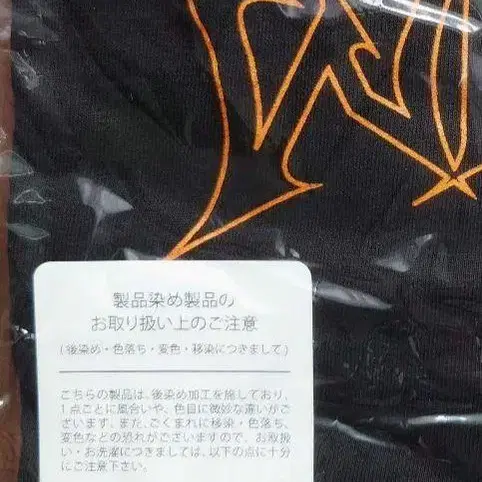 製品染め製品の
お取り扱い上のご注意
(後染め・色落ち・変色・移染につきまして)
こちらの製品は、後染め加工を施しており、
1点ごとに風合いや、色目に微妙な違いがご
ざいます。また、ごくまれに移染・色落ち、
変色などの恐れがございますので、お取扱
い・お洗濯につきましては、以下の点に十分
にご注意下さい。